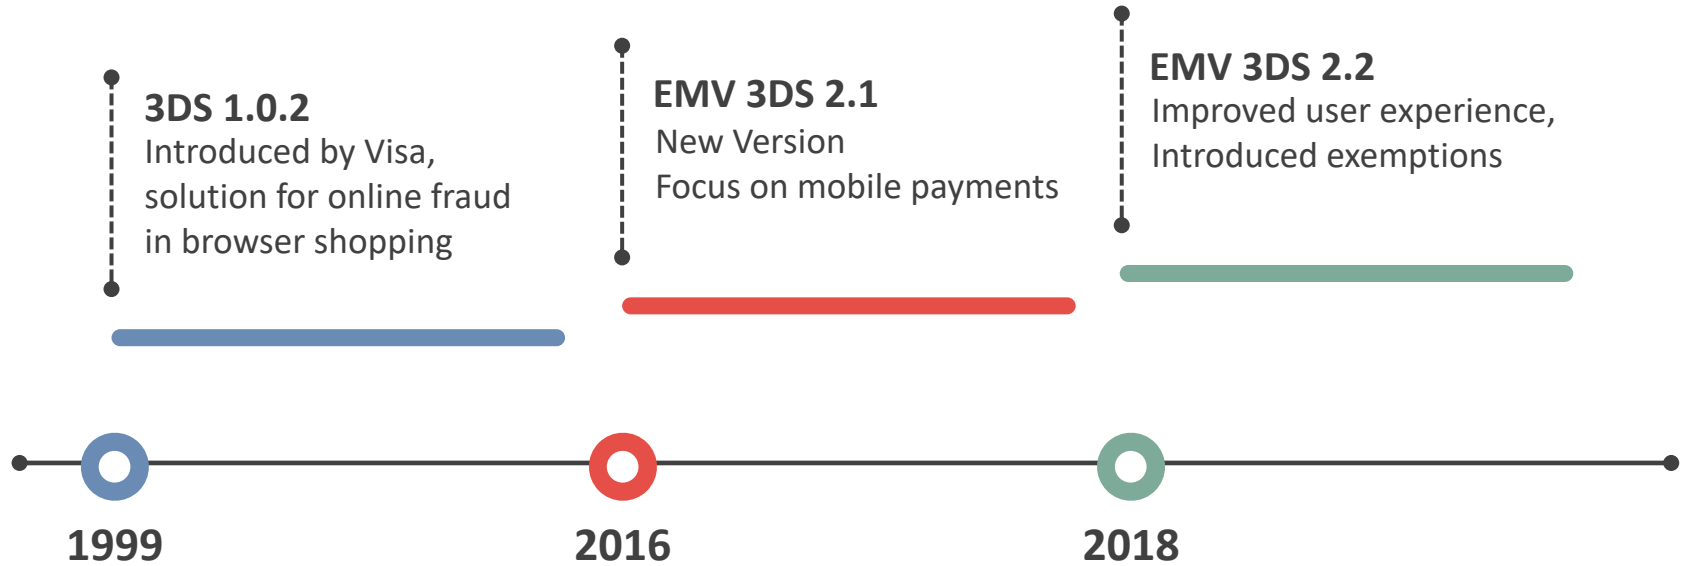 3DS 1.0.2
Introduced by Visa,
solution for online fraud
in browser shopping
EMV 3DS 2.1
New Version
Focus on mobile payments
EMV 3DS 2.2
Improved user experience,
Introduced exemptions
1999
2016
2018